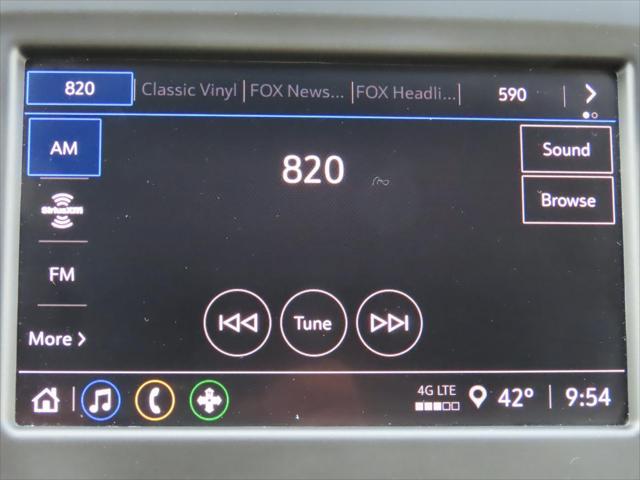 820 Classic Vinyl FOX News... FOX Headli... 590
AM
820
Sound
SiriusXM
Browse
FM
Tune
More
4G LTE
42° 9:54